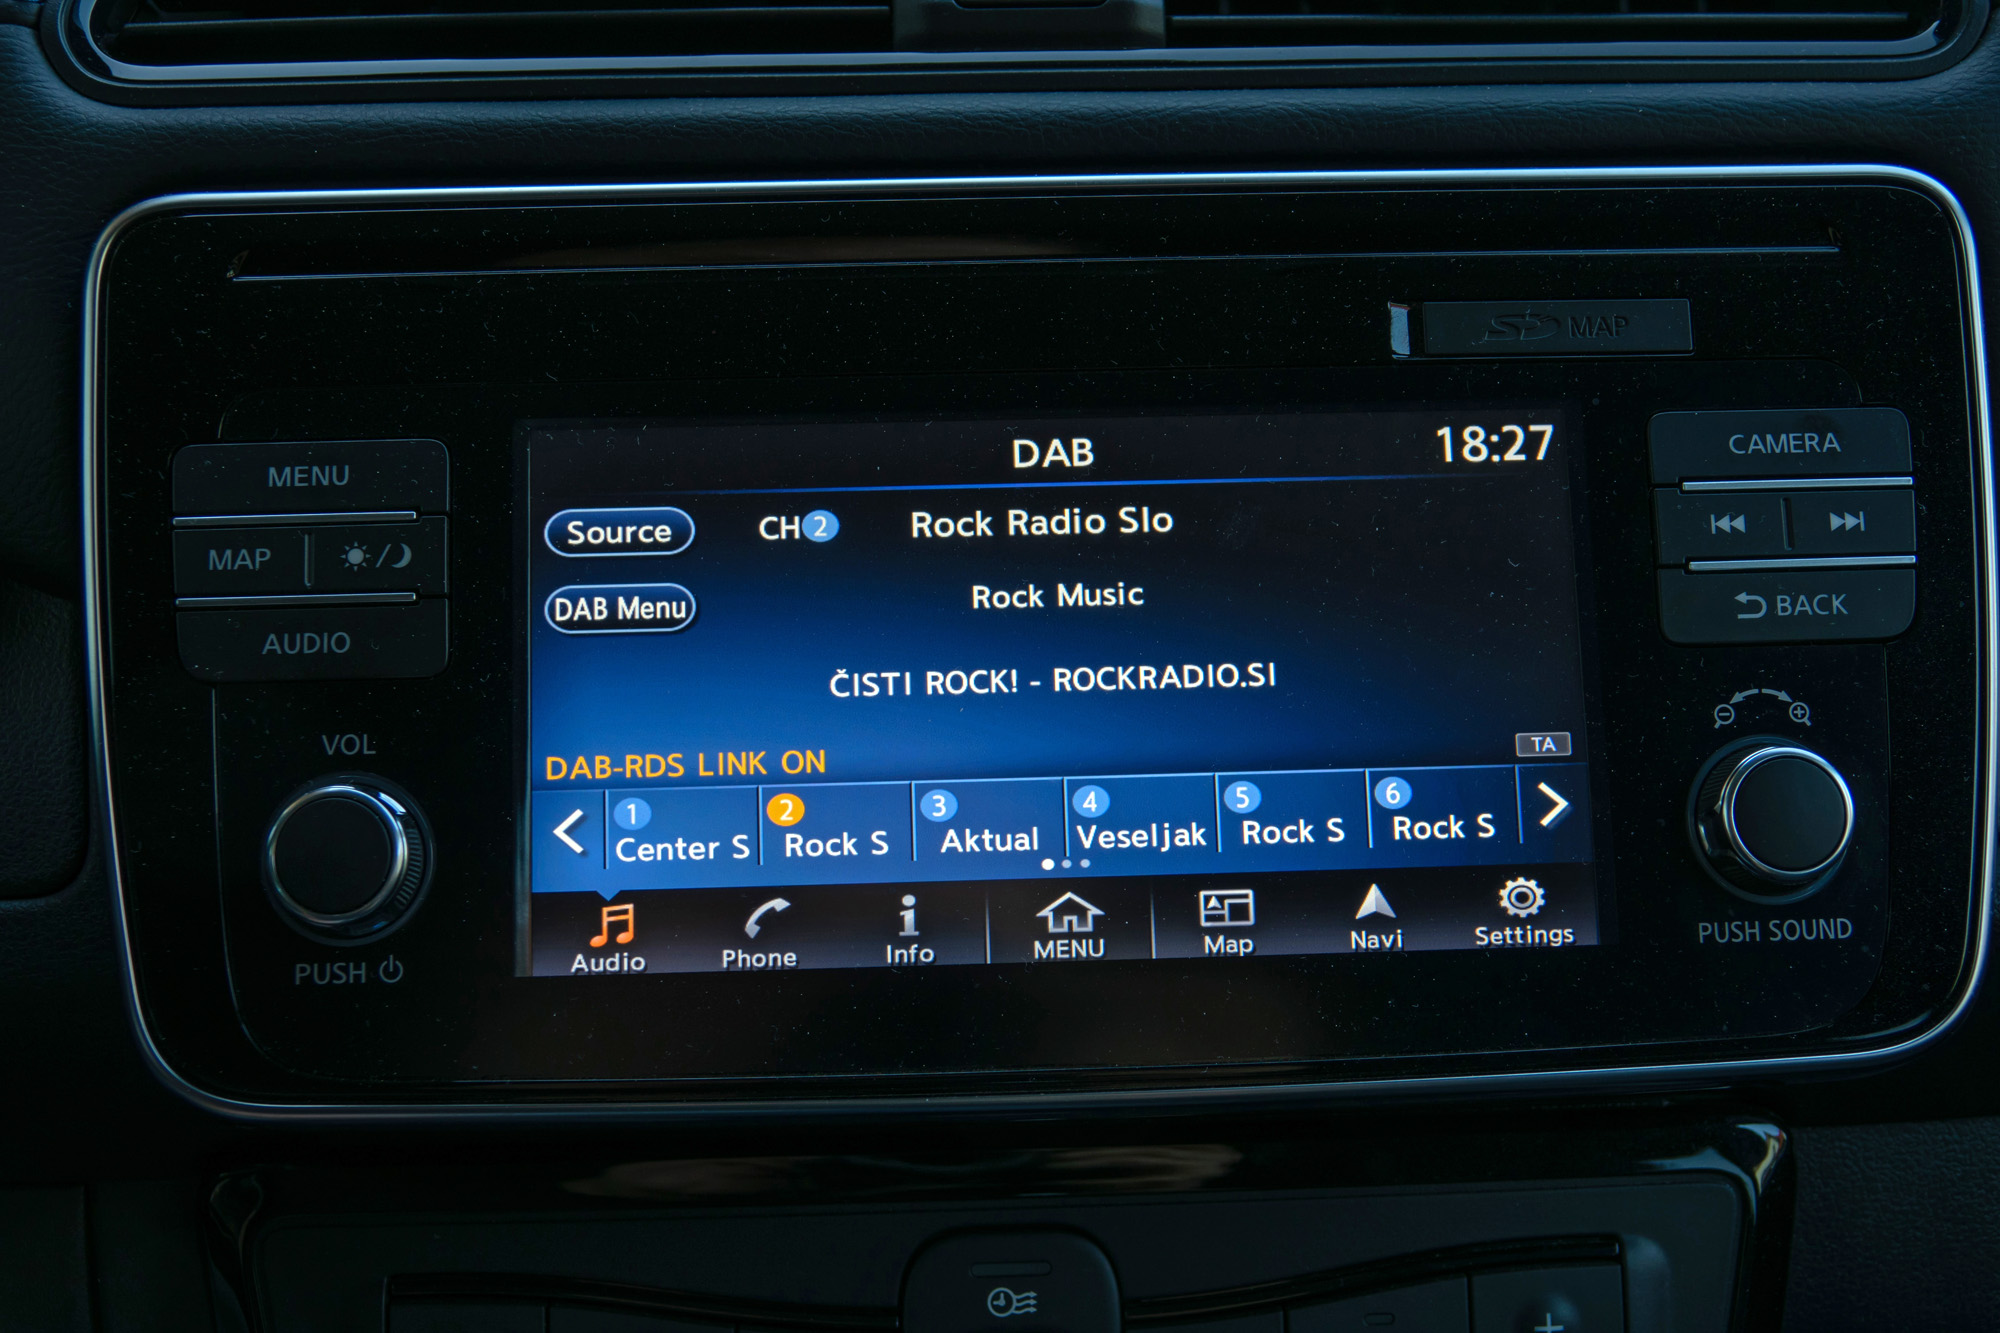 SD MAP
MENU
MAP
AUDIO
VOL
PUSH
DAB
18:27
Source
CH2
Rock Radio Slo
DAB Menu
Rock Music
ČISTI ROCK! - ROCKRADIO.SI
DAB-RDS LINK ON
TA
1 Center S
2 Rock S
3 Aktual
4 Veseljak
5 Rock S
6 Rock S
Audio
Phone
Info
MENU
Map
Navi
Settings
CAMERA
BACK
PUSH SOUND